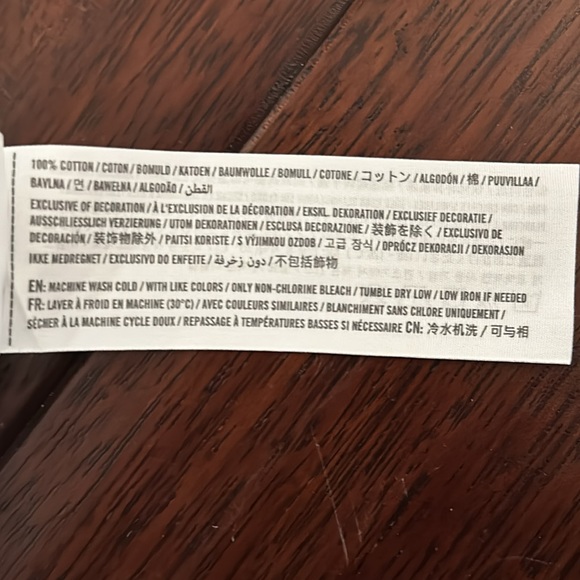 100% COTTON / COTON / BOMULD / KATOEN / BAUMWOLLE / BOMULL / COTONE / コットン / ALGODÓN / 棉 / PUUVILLAA /
BAVLNA / 면 / BAWEŁNA / ALGODÃO / القطن
EXCLUSIVE OF DECORATION / À L'EXCLUSION DE LA DÉCORATION / EKSKL. DEKORATION / EXCLUSIEF DECORATIE /
AUSSCHLIESSLICH VERZIERUNG / UTOM DEKORATIONEN / ESCLUSA DECORAZIONE / 装飾を除く / EXCLUSIVO DE
DECORACIÓN / 装饰物除外 / PAITSI KORISTE / S VÝJIMKOU OZDOB / 고급 장식 / OPRÓCZ DEKORACJI / DEKORASJON
IKKE MEDREGNET / EXCLUSIVO DO ENFEITE / دون زخرفة / 不包括飾物
EN: MACHINE WASH COLD / WITH LIKE COLORS / ONLY NON-CHLORINE BLEACH / TUMBLE DRY LOW / LOW IRON IF NEEDED
FR: LAVER À FROID EN MACHINE (30°C) / AVEC COULEURS SIMILAIRES / BLANCHIMENT SANS CHLORE UNIQUEMENT /
SÉCHER À LA MACHINE CYCLE DOUX / REPASSAGE À TEMPÉRATURES BASSES SI NÉCESSAIRE CN: 冷水机洗 / 可与相